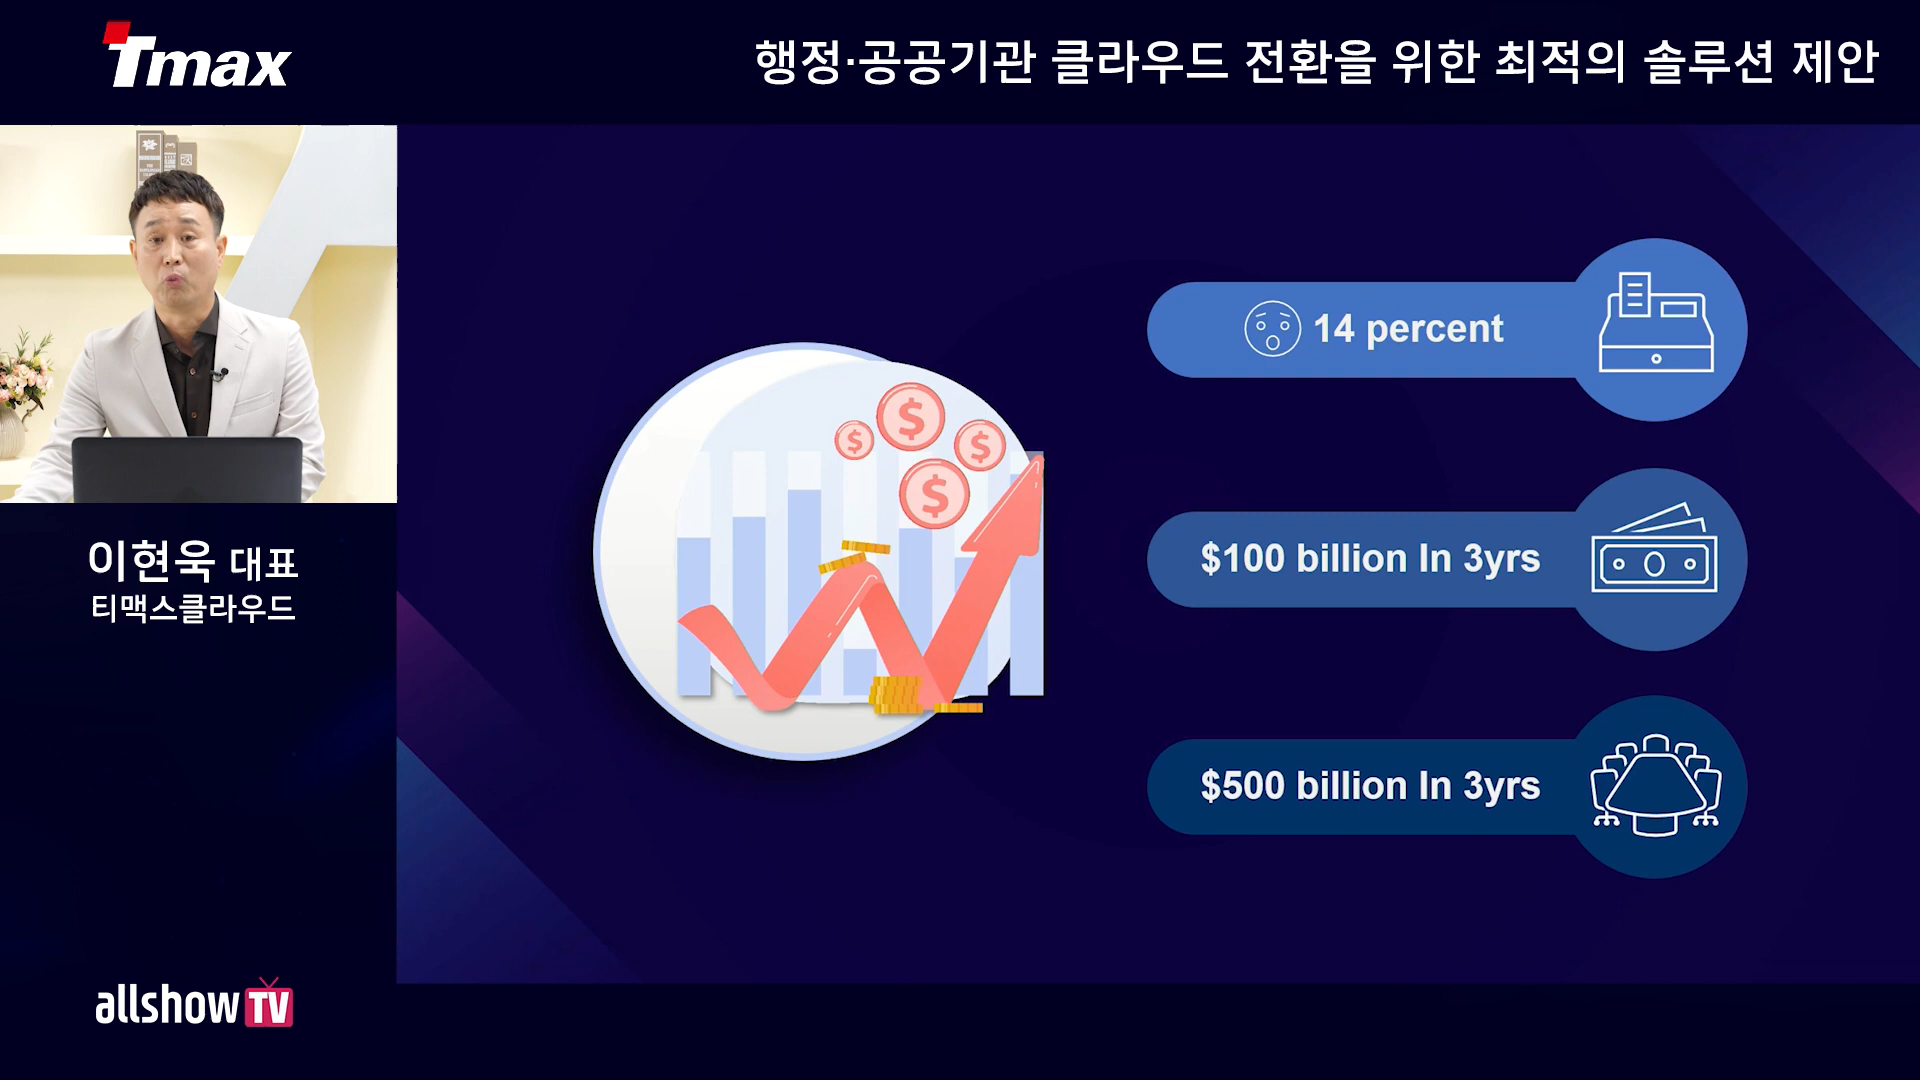 Tmax
행정·공공기관 클라우드 전환을 위한 최적의 솔루션 제안
14 percent
$100 billion In 3yrs
$500 billion In 3yrs
이현욱 대표
티맥스클라우드
allshow TV